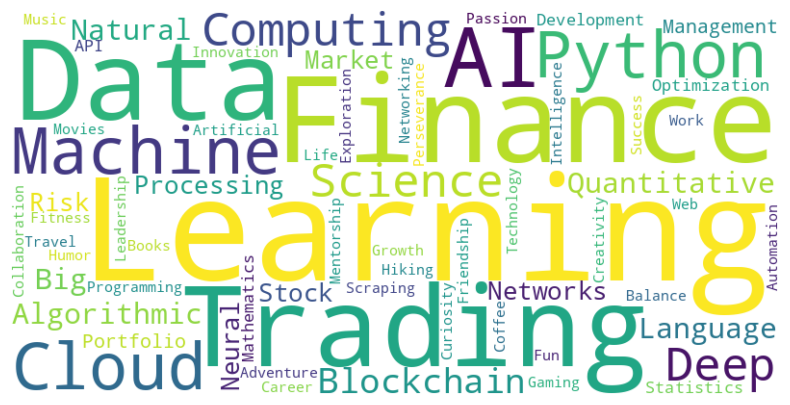 Music
Natural
Computing
Passion
Development
Management
API
Innovation
Market
AI
Python
Data
Finance
Optimization
Networking
Exploration
Perseverance
Intelligence
Success
Work
Movies
Artificial
Machine
Life
Science
Processing
Quantitative
Risk
Fitness
Collaboration
Leadership
Learning
Technology
Creativity
Web
Automation
Travel
Books
Humor
Mentorship
Growth
Friendship
Hiking
Big
Programming
Mathematics
Stock
Scraping
Networks
Balance
Algorithmic
Neural
Trading
Curiosity
Coffee
Language
Portfolio
Cloud
Adventure
Career
Blockchain
Fun
Gaming
Deep
Statistics